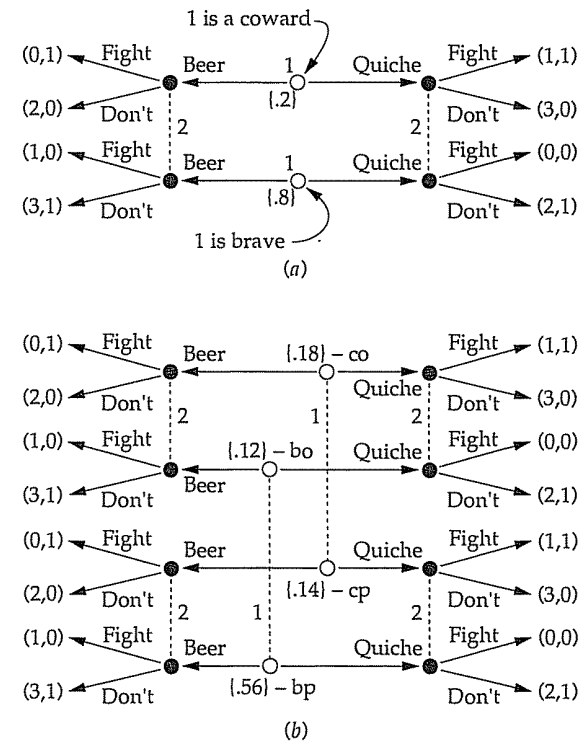 1 is a coward
(0,1) Fight Beer 1 Quiche Fight (1,1)
{.2}
(2,0) Don't 2 2 Don't (3,0)
(1,0) Fight Beer 1 Quiche Fight (0,0)
{.8}
(3,1) Don't Don't (2,1)
1 is brave
(a)
(0,1) Fight Beer {.18} – co Fight (1,1)
Quiche
(2,0) Don't 2 1 2 Don't (3,0)
(1,0) Fight {.12} – bo Quiche Fight (0,0)
Beer
(3,1) Don't Don't (2,1)
(0,1) Fight Beer Quiche Fight (1,1)
{.14} – cp
(2,0) Don't 2 1 2 Don't (3,0)
(1,0) Fight Beer Quiche Fight (0,0)
{.56} – bp
(3,1) Don't Don't (2,1)
(b)